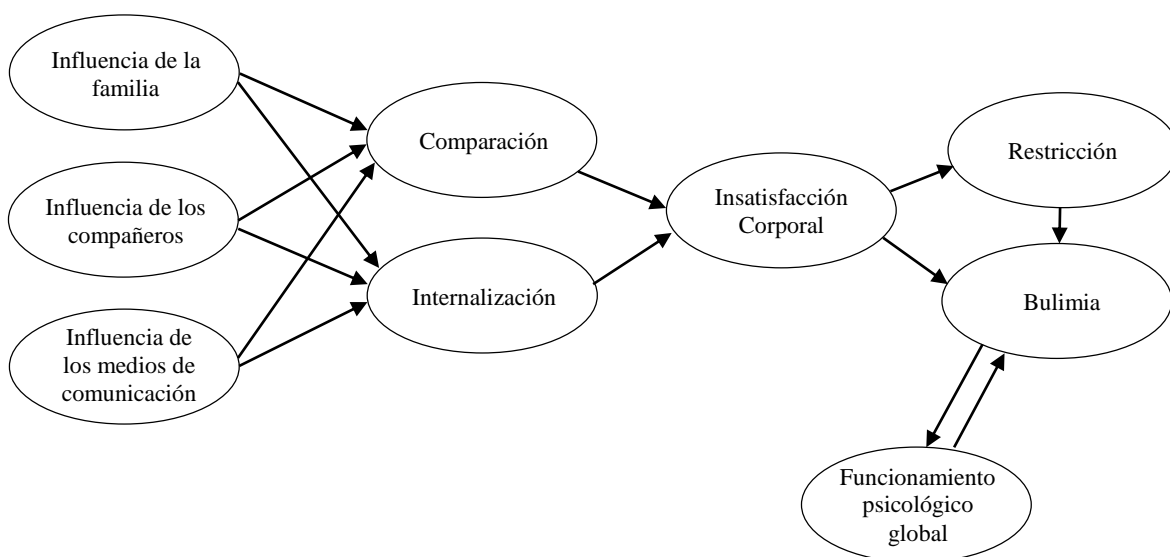 Influencia de la
familia
Influencia de los
compañeros
Influencia de
los medios de
comunicación
Comparación
Internalización
Insatisfacción
Corporal
Restricción
Bulimia
Funcionamiento
psicológico
global